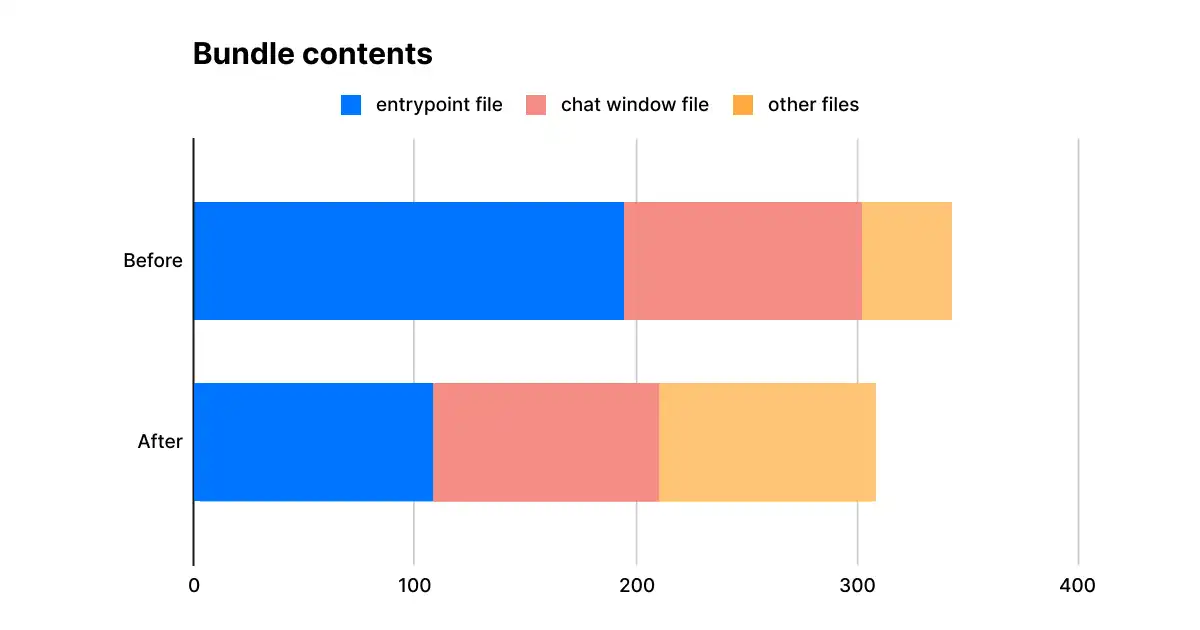 Bundle contents
entrypoint file chat window file other files
Before
After
0 100 200 300 400